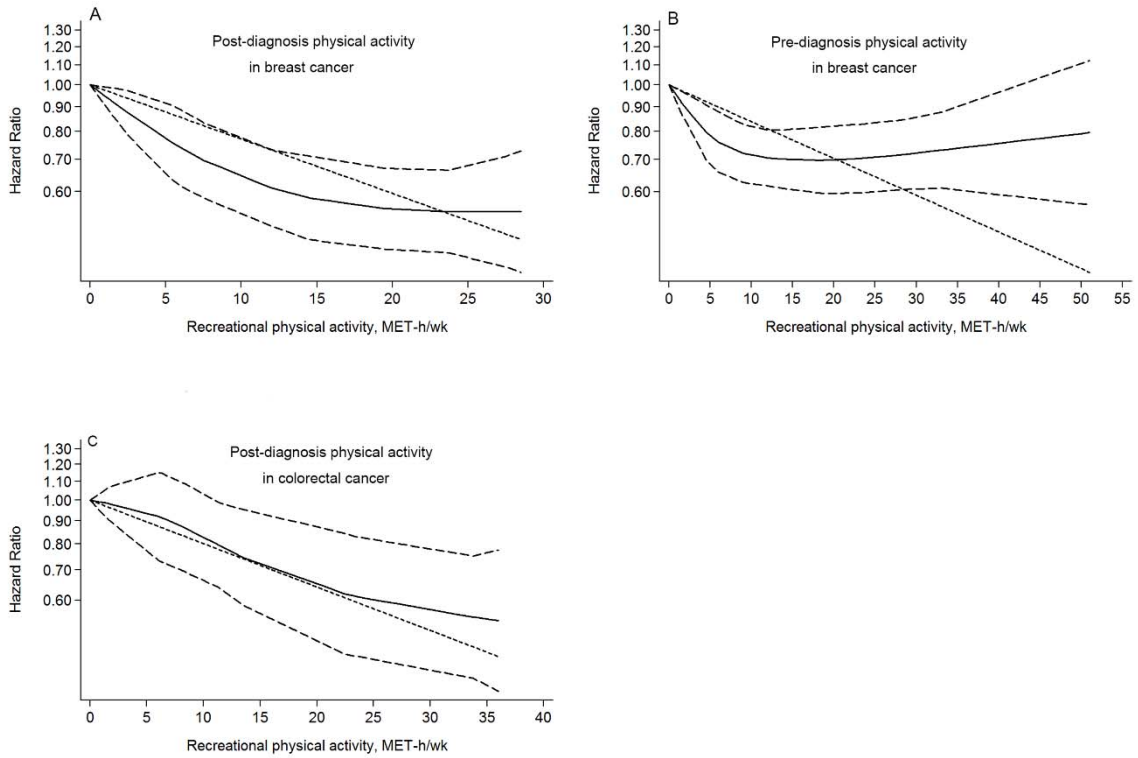 A
Post-diagnosis physical activity
in breast cancer
1.30
1.20
1.10
1.00
0.90
0.80
0.70
0.60
Hazard Ratio
0 5 10 15 20 25 30
Recreational physical activity, MET-h/wk
B
Pre-diagnosis physical activity
in breast cancer
1.30
1.20
1.10
1.00
0.90
0.80
0.70
0.60
Hazard Ratio
0 5 10 15 20 25 30 35 40 45 50 55
Recreational physical activity, MET-h/wk
C
Post-diagnosis physical activity
in colorectal cancer
1.30
1.20
1.10
1.00
0.90
0.80
0.70
0.60
Hazard Ratio
0 5 10 15 20 25 30 35 40
Recreational physical activity, MET-h/wk